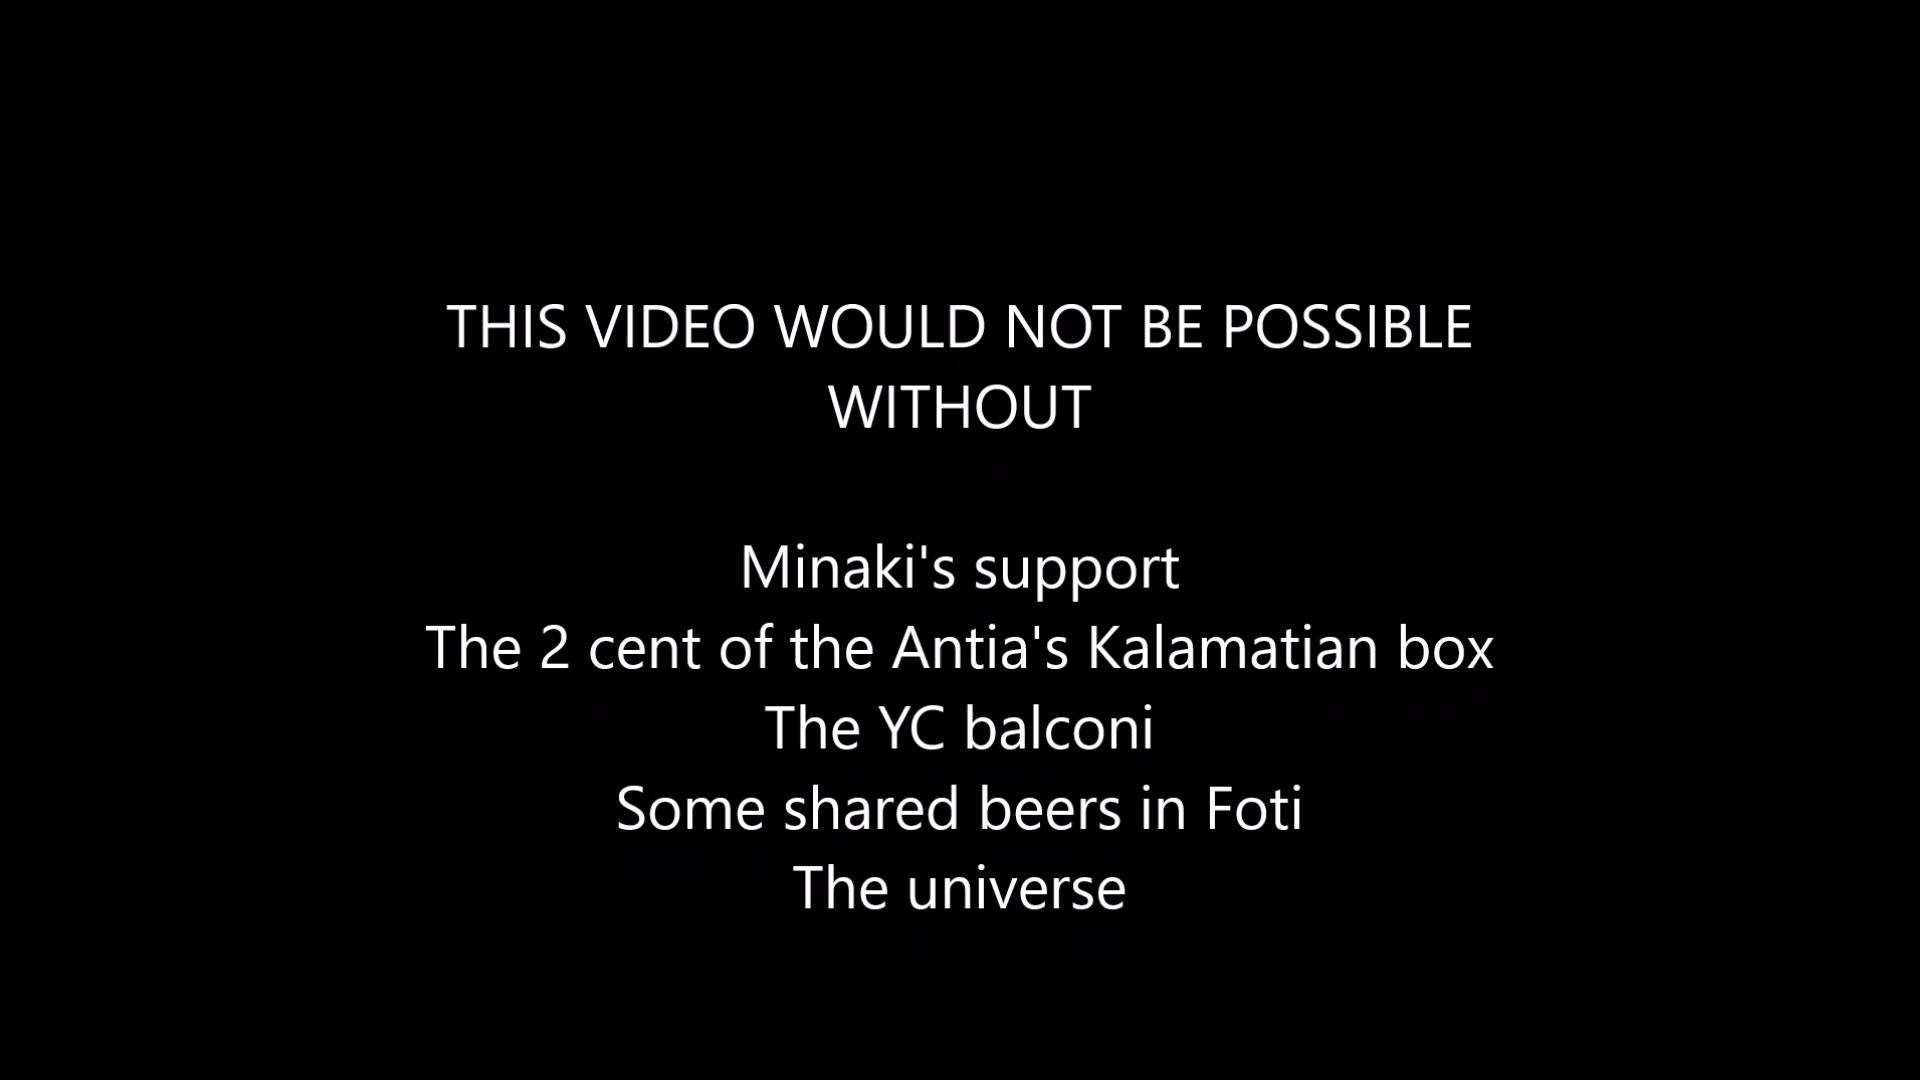 THIS VIDEO WOULD NOT BE POSSIBLE
WITHOUT
Minaki's support
The 2 cent of the Antia's Kalamatian box
The YC balconi
Some shared beers in Foti
The universe